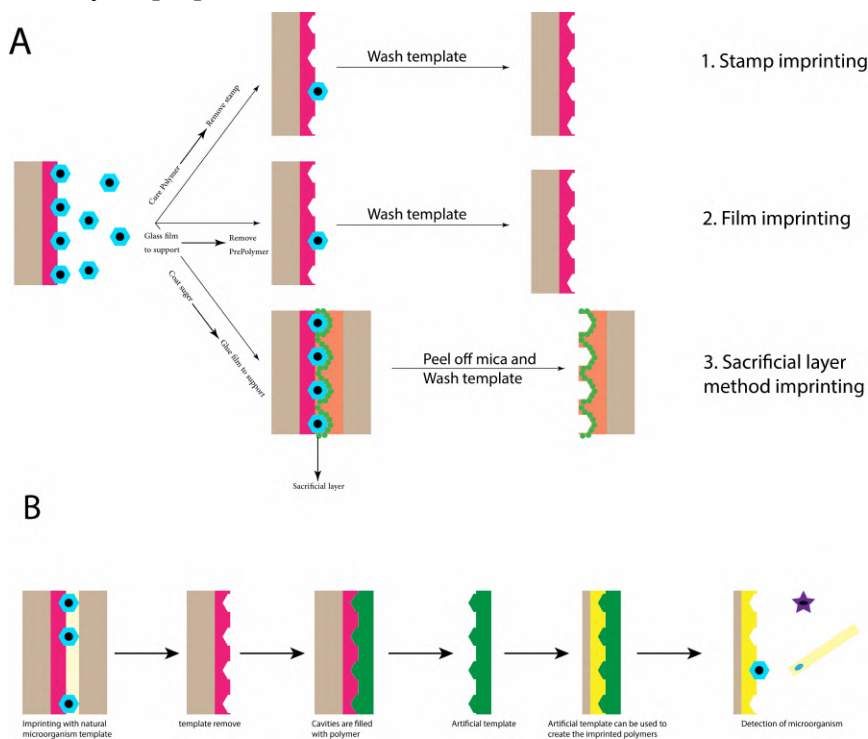 A
Wash template
1. Stamp imprinting
Cure Polymer
Remove stamp
Wash template
2. Film imprinting
Glass film
to support
Remove
PrePolymer
Coat suger
Glue film to support
Peel off mica and
Wash template
3. Sacrificial layer
method imprinting
Sacrificial layer
B
Imprinting with natural
microorganism template
template remove
Cavities are filled
with polymer
Artificial template
Artificial template can be used to
create the imprinted polymers
Detection of microorganism